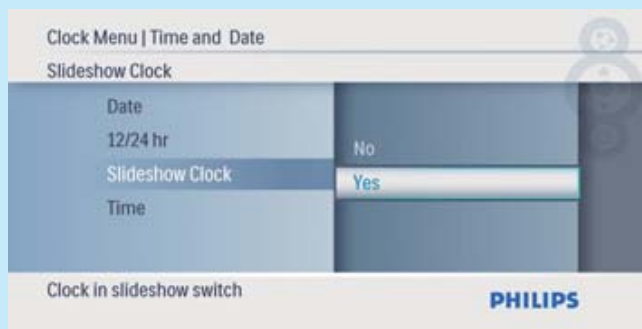 Clock Menu | Time and Date
Slideshow Clock
Date
12/24 hr
Slideshow Clock
Time
No
Yes
Clock in slideshow switch
PHILIPS